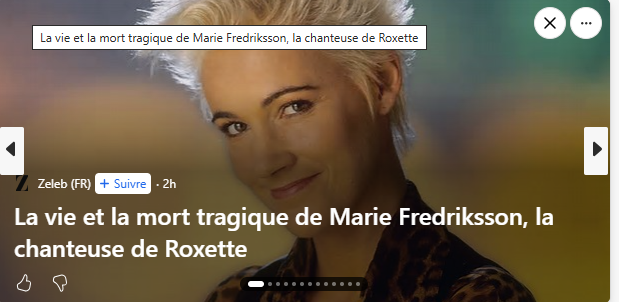 La vie et la mort tragique de Marie Fredriksson, la chanteuse de Roxette
Zeleb (FR) + Suivre · 2h
La vie et la mort tragique de Marie Fredriksson, la
chanteuse de Roxette